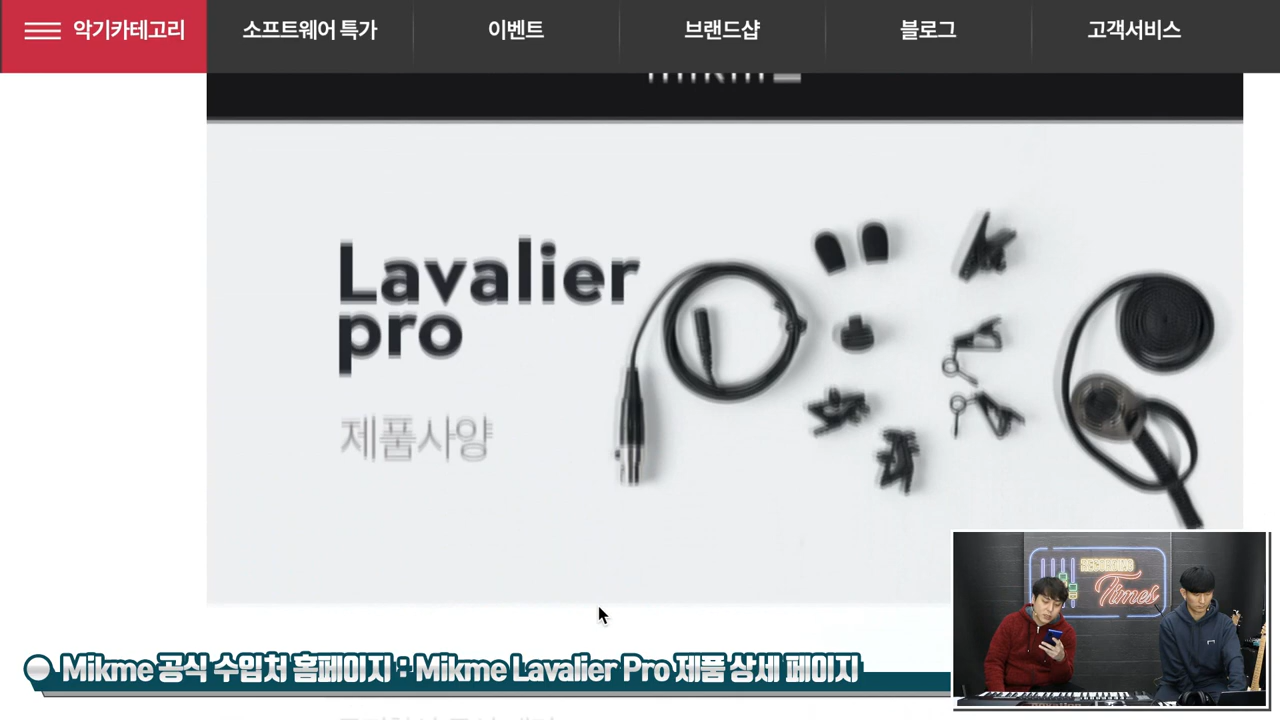 악기카테고리
소프트웨어 특가
이벤트
브랜드샵
블로그
고객서비스
Lavalier
pro
제품사양
RECORDING
Times
Mikme 공식 수입처 홈페이지 : Mikme Lavalier Pro 제품 상세 페이지